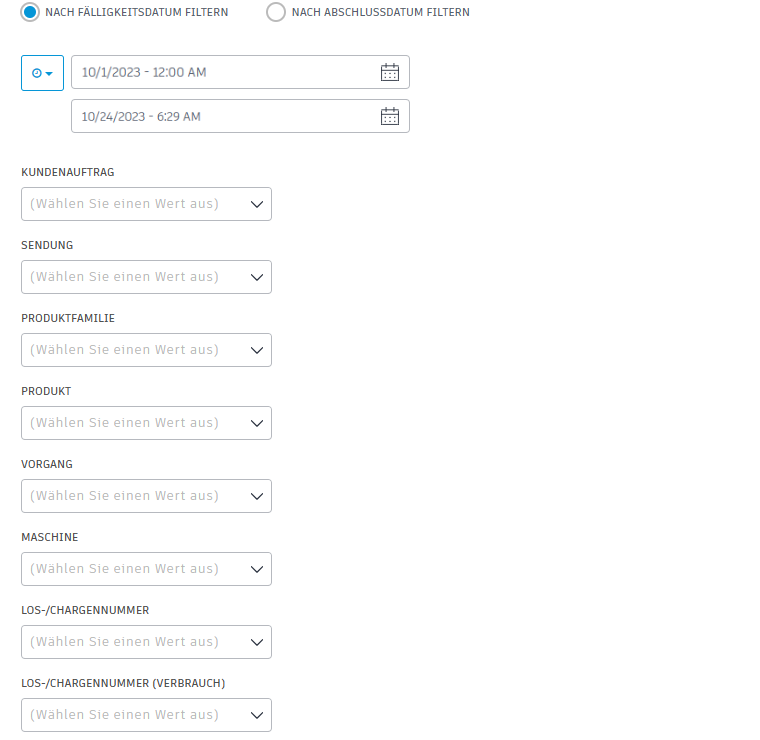 NACH FÄLLIGKEITSDATUM FILTERN NACH ABSCHLUSSDATUM FILTERN
10/1/2023 - 12:00 AM
10/24/2023 - 6:29 AM
KUNDENAUFTRAG
(Wählen Sie einen Wert aus)
SENDUNG
(Wählen Sie einen Wert aus)
PRODUKTFAMILIE
(Wählen Sie einen Wert aus)
PRODUKT
(Wählen Sie einen Wert aus)
VORGANG
(Wählen Sie einen Wert aus)
MASCHINE
(Wählen Sie einen Wert aus)
LOS-/CHARGENNUMMER
(Wählen Sie einen Wert aus)
LOS-/CHARGENNUMMER (VERBRAUCH)
(Wählen Sie einen Wert aus)